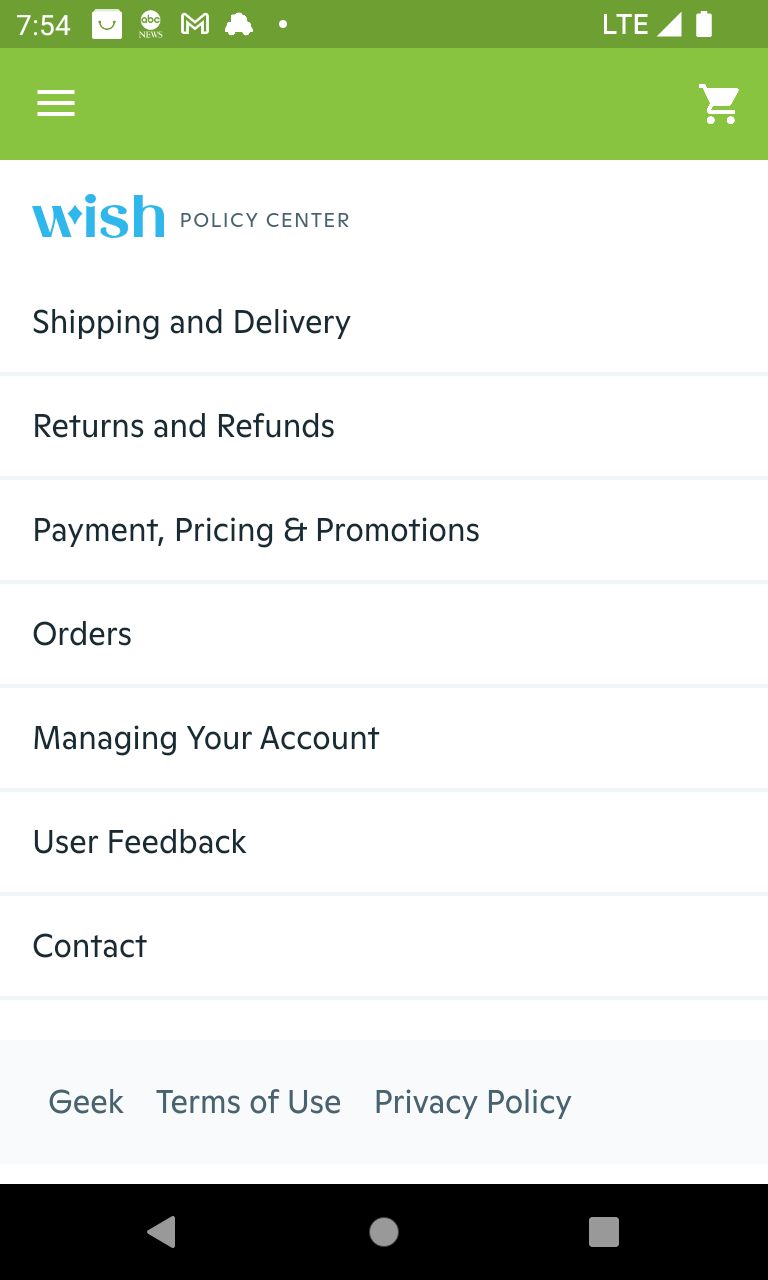 7:54
abc
NEWS
LTE
wish POLICY CENTER
Shipping and Delivery
Returns and Refunds
Payment, Pricing & Promotions
Orders
Managing Your Account
User Feedback
Contact
Geek Terms of Use Privacy Policy